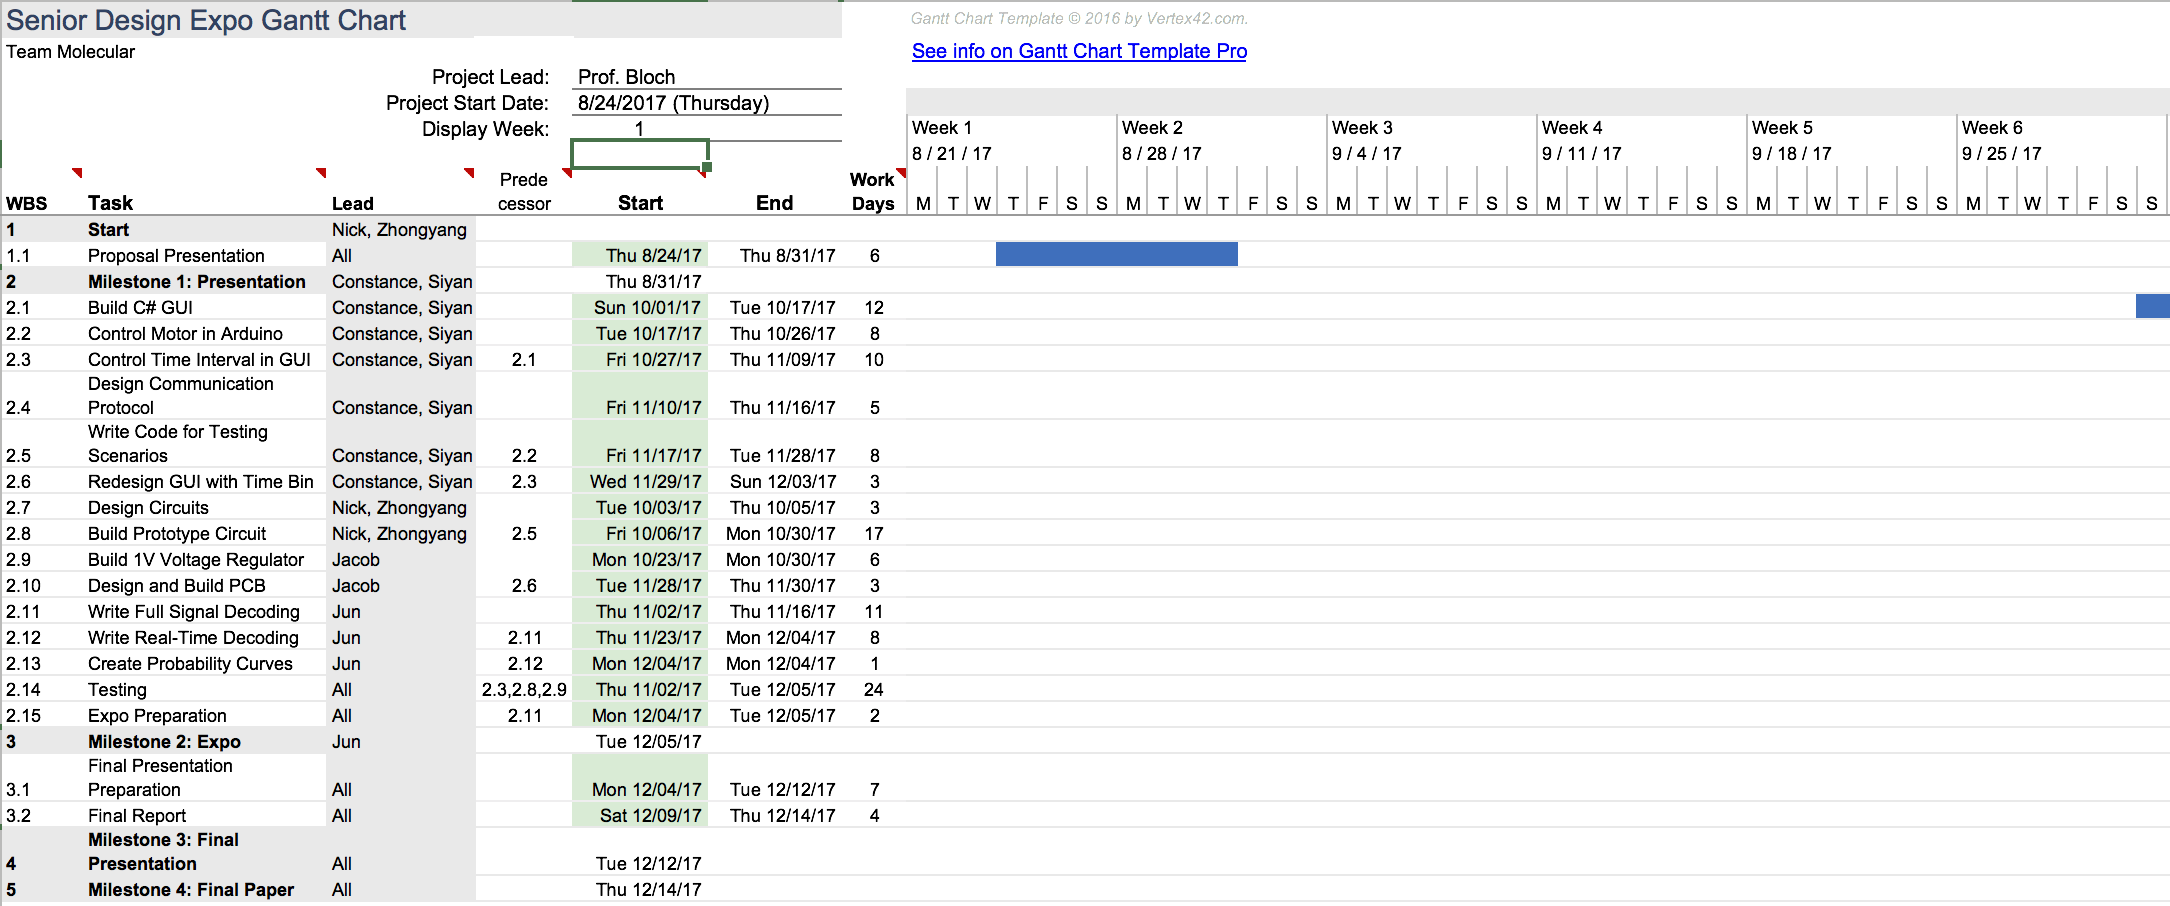 Senior Design Expo Gantt Chart
Gantt Chart Template © 2016 by Vertex42.com.
Team Molecular
See info on Gantt Chart Template Pro
Project Lead: Prof. Bloch
Project Start Date: 8/24/2017 (Thursday)
Display Week: 1
Week 1 Week 2 Week 3 Week 4 Week 5 Week 6
8 / 21 / 17 8 / 28 / 17 9 / 4 / 17 9 / 11 / 17 9 / 18 / 17 9 / 25 / 17
WBS Task Lead Prede cessor Start End Work Days M T W T F S S M T W T F S S M T W T F S S M T W T F S S M T W T F S S M T W T F S S
1 Start Nick, Zhongyang
1.1 Proposal Presentation All Thu 8/24/17 Thu 8/31/17 6
2 Milestone 1: Presentation Constance, Siyan Thu 8/31/17
2.1 Build C# GUI Constance, Siyan Sun 10/01/17 Tue 10/17/17 12
2.2 Control Motor in Arduino Constance, Siyan Tue 10/17/17 Thu 10/26/17 8
2.3 Control Time Interval in GUI Constance, Siyan 2.1 Fri 10/27/17 Thu 11/09/17 10
Design Communication
2.4 Protocol Constance, Siyan Fri 11/10/17 Thu 11/16/17 5
Write Code for Testing
2.5 Scenarios Constance, Siyan 2.2 Fri 11/17/17 Tue 11/28/17 8
2.6 Redesign GUI with Time Bin Constance, Siyan 2.3 Wed 11/29/17 Sun 12/03/17 3
2.7 Design Circuits Nick, Zhongyang Tue 10/03/17 Thu 10/05/17 3
2.8 Build Prototype Circuit Nick, Zhongyang 2.5 Fri 10/06/17 Mon 10/30/17 17
2.9 Build 1V Voltage Regulator Jacob Mon 10/23/17 Mon 10/30/17 6
2.10 Design and Build PCB Jacob 2.6 Tue 11/28/17 Thu 11/30/17 3
2.11 Write Full Signal Decoding Jun Thu 11/02/17 Thu 11/16/17 11
2.12 Write Real-Time Decoding Jun 2.11 Thu 11/23/17 Mon 12/04/17 8
2.13 Create Probability Curves Jun 2.12 Mon 12/04/17 Mon 12/04/17 1
2.14 Testing All 2.3,2.8,2.9 Thu 11/02/17 Tue 12/05/17 24
2.15 Expo Preparation All 2.11 Mon 12/04/17 Tue 12/05/17 2
3 Milestone 2: Expo Jun Tue 12/05/17
Final Presentation
3.1 Preparation All Mon 12/04/17 Tue 12/12/17 7
3.2 Final Report All Sat 12/09/17 Thu 12/14/17 4
Milestone 3: Final
4 Presentation All Tue 12/12/17
5 Milestone 4: Final Paper All Thu 12/14/17